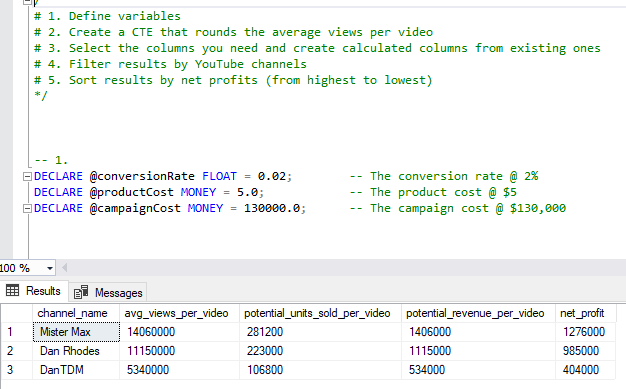 /
# 1. Define variables
# 2. Create a CTE that rounds the average views per video
# 3. Select the columns you need and create calculated columns from existing ones
# 4. Filter results by YouTube channels
# 5. Sort results by net profits (from highest to lowest)
*/
-- 1.
DECLARE @conversionRate FLOAT = 0.02; -- The conversion rate @ 2%
DECLARE @productCost MONEY = 5.0; -- The product cost @ $5
DECLARE @campaignCost MONEY = 130000.0; -- The campaign cost @ $130,000
100 %
Results Messages
channel_name avg_views_per_video potential_units_sold_per_video potential_revenue_per_video net_profit
1 Mister Max 14060000 281200 1406000 1276000
2 Dan Rhodes 11150000 223000 1115000 985000
3 DanTDM 5340000 106800 534000 404000